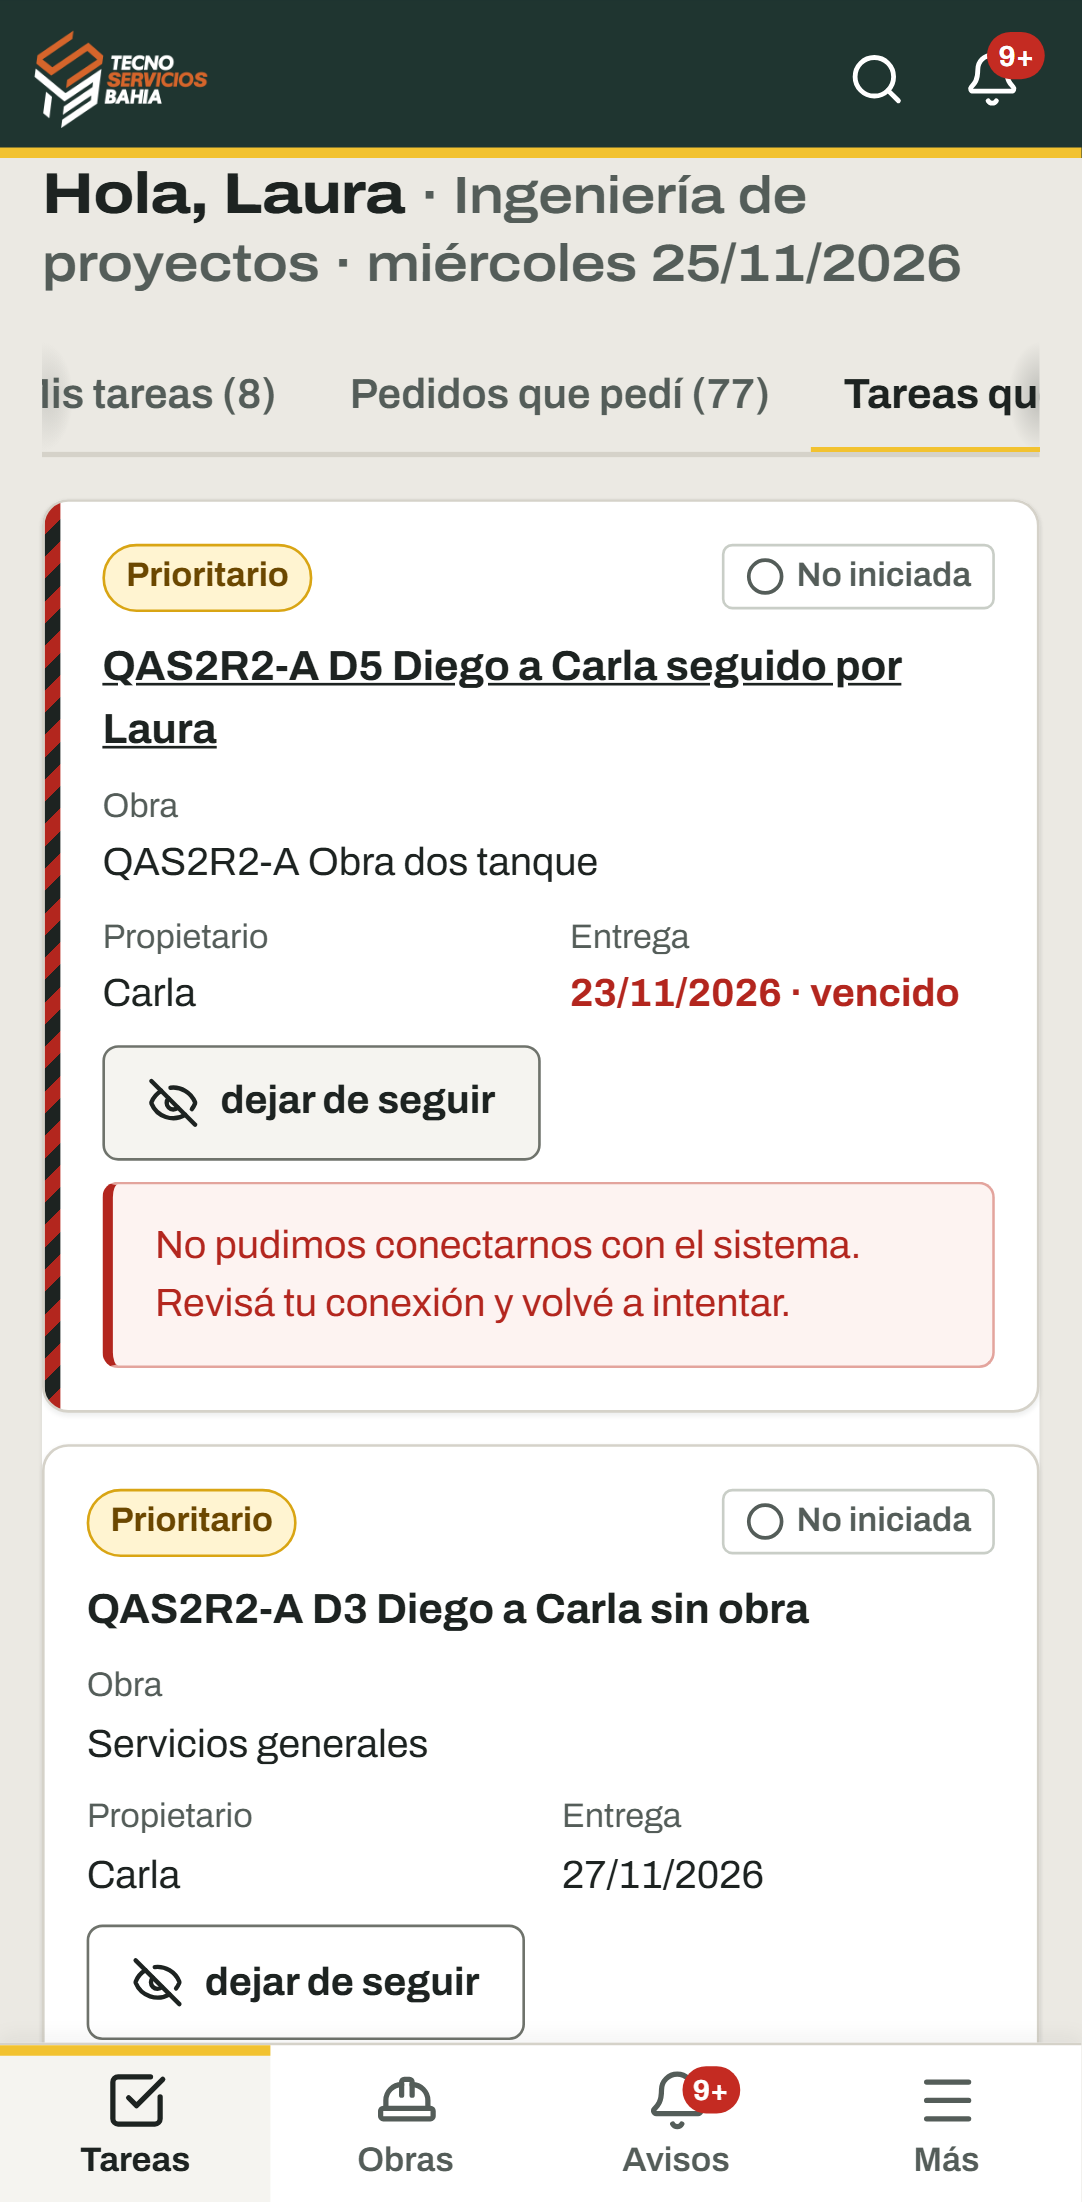 TECNO
SERVICIOS
BAHIA
9+
Hola, Laura · Ingeniería de
proyectos · miércoles 25/11/2026
is tareas (8)
Pedidos que pedí (77)
Tareas qu
Prioritario
No iniciada
QAS2R2-A D5 Diego a Carla seguido por
Laura
Obra
QAS2R2-A Obra dos tanque
Propietario
Entrega
Carla
23/11/2026 · vencido
dejar de seguir
No pudimos conectarnos con el sistema.
Revisá tu conexión y volvé a intentar.
Prioritario
No iniciada
QAS2R2-A D3 Diego a Carla sin obra
Obra
Servicios generales
Propietario
Entrega
Carla
27/11/2026
dejar de seguir
9+
Tareas
Obras
Avisos
Más